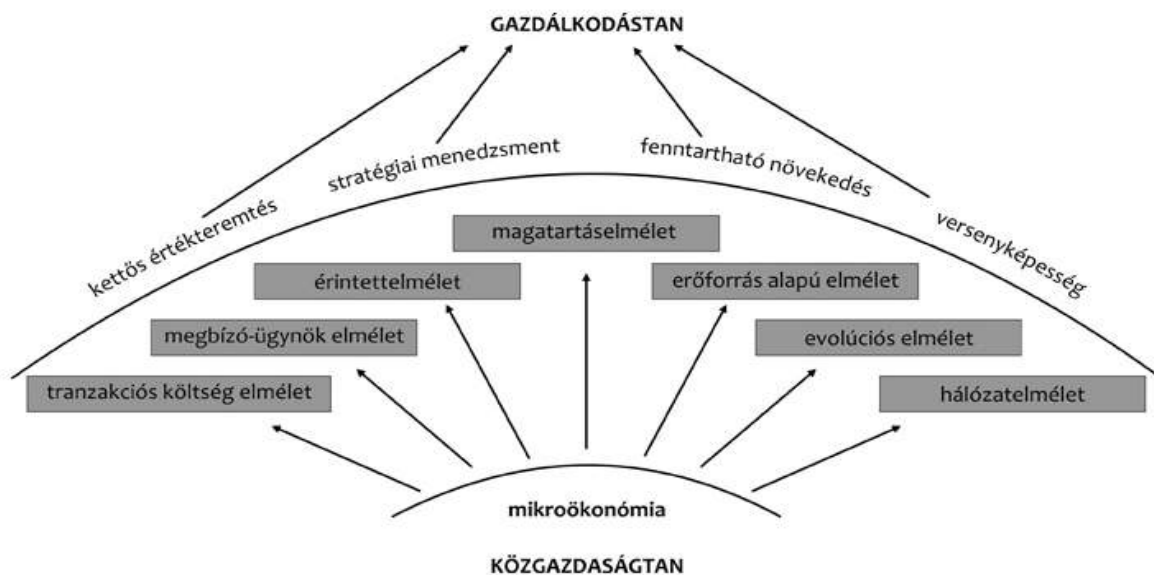 GAZDÁLKODÁSTAN
kettős értékteremtés
stratégiai menedzsment
fenntartható növekedés
versenyképesség
magatartáselmélet
érintettelmélet
erőforrás alapú elmélet
megbízó-ügynök elmélet
evolúciós elmélet
tranzakciós költség elmélet
hálózatelmélet
mikroökonómia
KÖZGAZDASÁGTAN